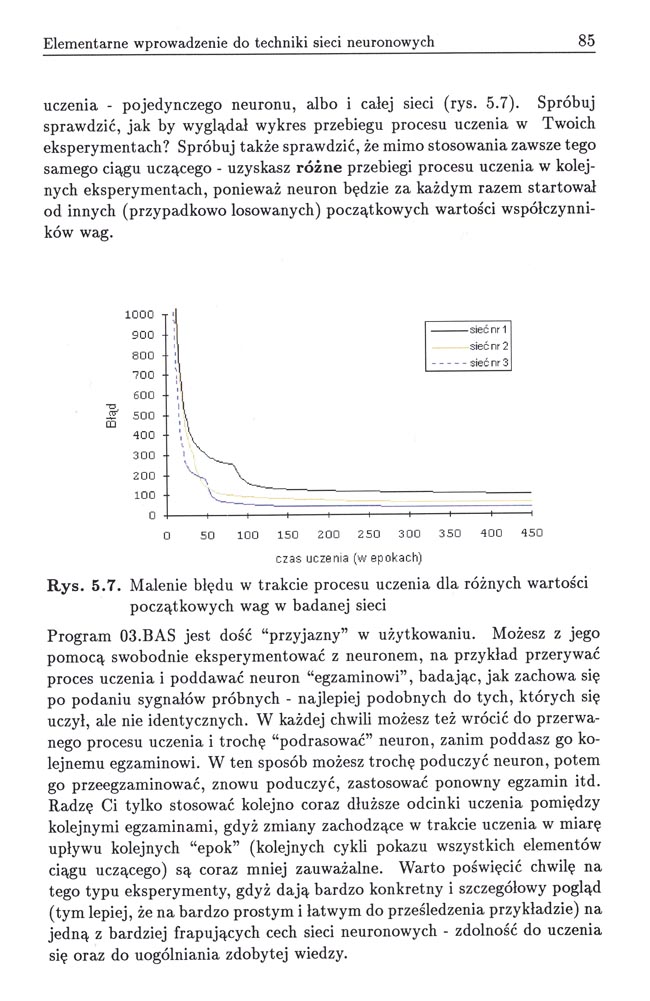 Elementarne wprowadzenie do techniki sieci neuronowych 85
uczenia - pojedynczego neuronu, albo i całej sieci (rys. 5.7). Spróbuj
sprawdzić, jak by wyglądał wykres przebiegu procesu uczenia w Twoich
eksperymentach? Spróbuj także sprawdzić, że mimo stosowania zawsze tego
samego ciągu uczącego - uzyskasz różne przebiegi procesu uczenia w kolej-
nych eksperymentach, ponieważ neuron będzie za każdym razem startował
od innych (przypadkowo losowanych) początkowych wartości współczynni-
ków wag.
1000
900
800
700
600
500
400
300
200
100
0
Błąd
sieć nr 1
sieć nr 2
sieć nr 3
0 50 100 150 200 250 300 350 400 450
czas uczenia (w epokach)
Rys. 5.7. Malenie błędu w trakcie procesu uczenia dla różnych wartości
początkowych wag w badanej sieci
Program 03.BAS jest dość “przyjazny” w użytkowaniu. Możesz z jego
pomocą swobodnie eksperymentować z neuronem, na przykład przerywać
proces uczenia i poddawać neuron “egzaminowi”, badając, jak zachowa się
po podaniu sygnałów próbnych - najlepiej podobnych do tych, których się
uczył, ale nie identycznych. W każdej chwili możesz też wrócić do przerwa-
nego procesu uczenia i trochę “podrasować” neuron, zanim poddasz go ko-
lejnemu egzaminowi. W ten sposób możesz trochę poduczyć neuron, potem
go przeegzaminować, znowu poduczyć, zastosować ponowny egzamin itd.
Radzę Ci tylko stosować kolejno coraz dłuższe odcinki uczenia pomiędzy
kolejnymi egzaminami, gdyż zmiany zachodzące w trakcie uczenia w miarę
upływu kolejnych “epok” (kolejnych cykli pokazu wszystkich elementów
ciągu uczącego) są coraz mniej zauważalne. Warto poświęcić chwilę na
tego typu eksperymenty, gdyż dają bardzo konkretny i szczegółowy pogląd
(tym lepiej, że na bardzo prostym i łatwym do prześledzenia przykładzie) na
jedną z bardziej frapujących cech sieci neuronowych - zdolność do uczenia
się oraz do uogólniania zdobytej wiedzy.